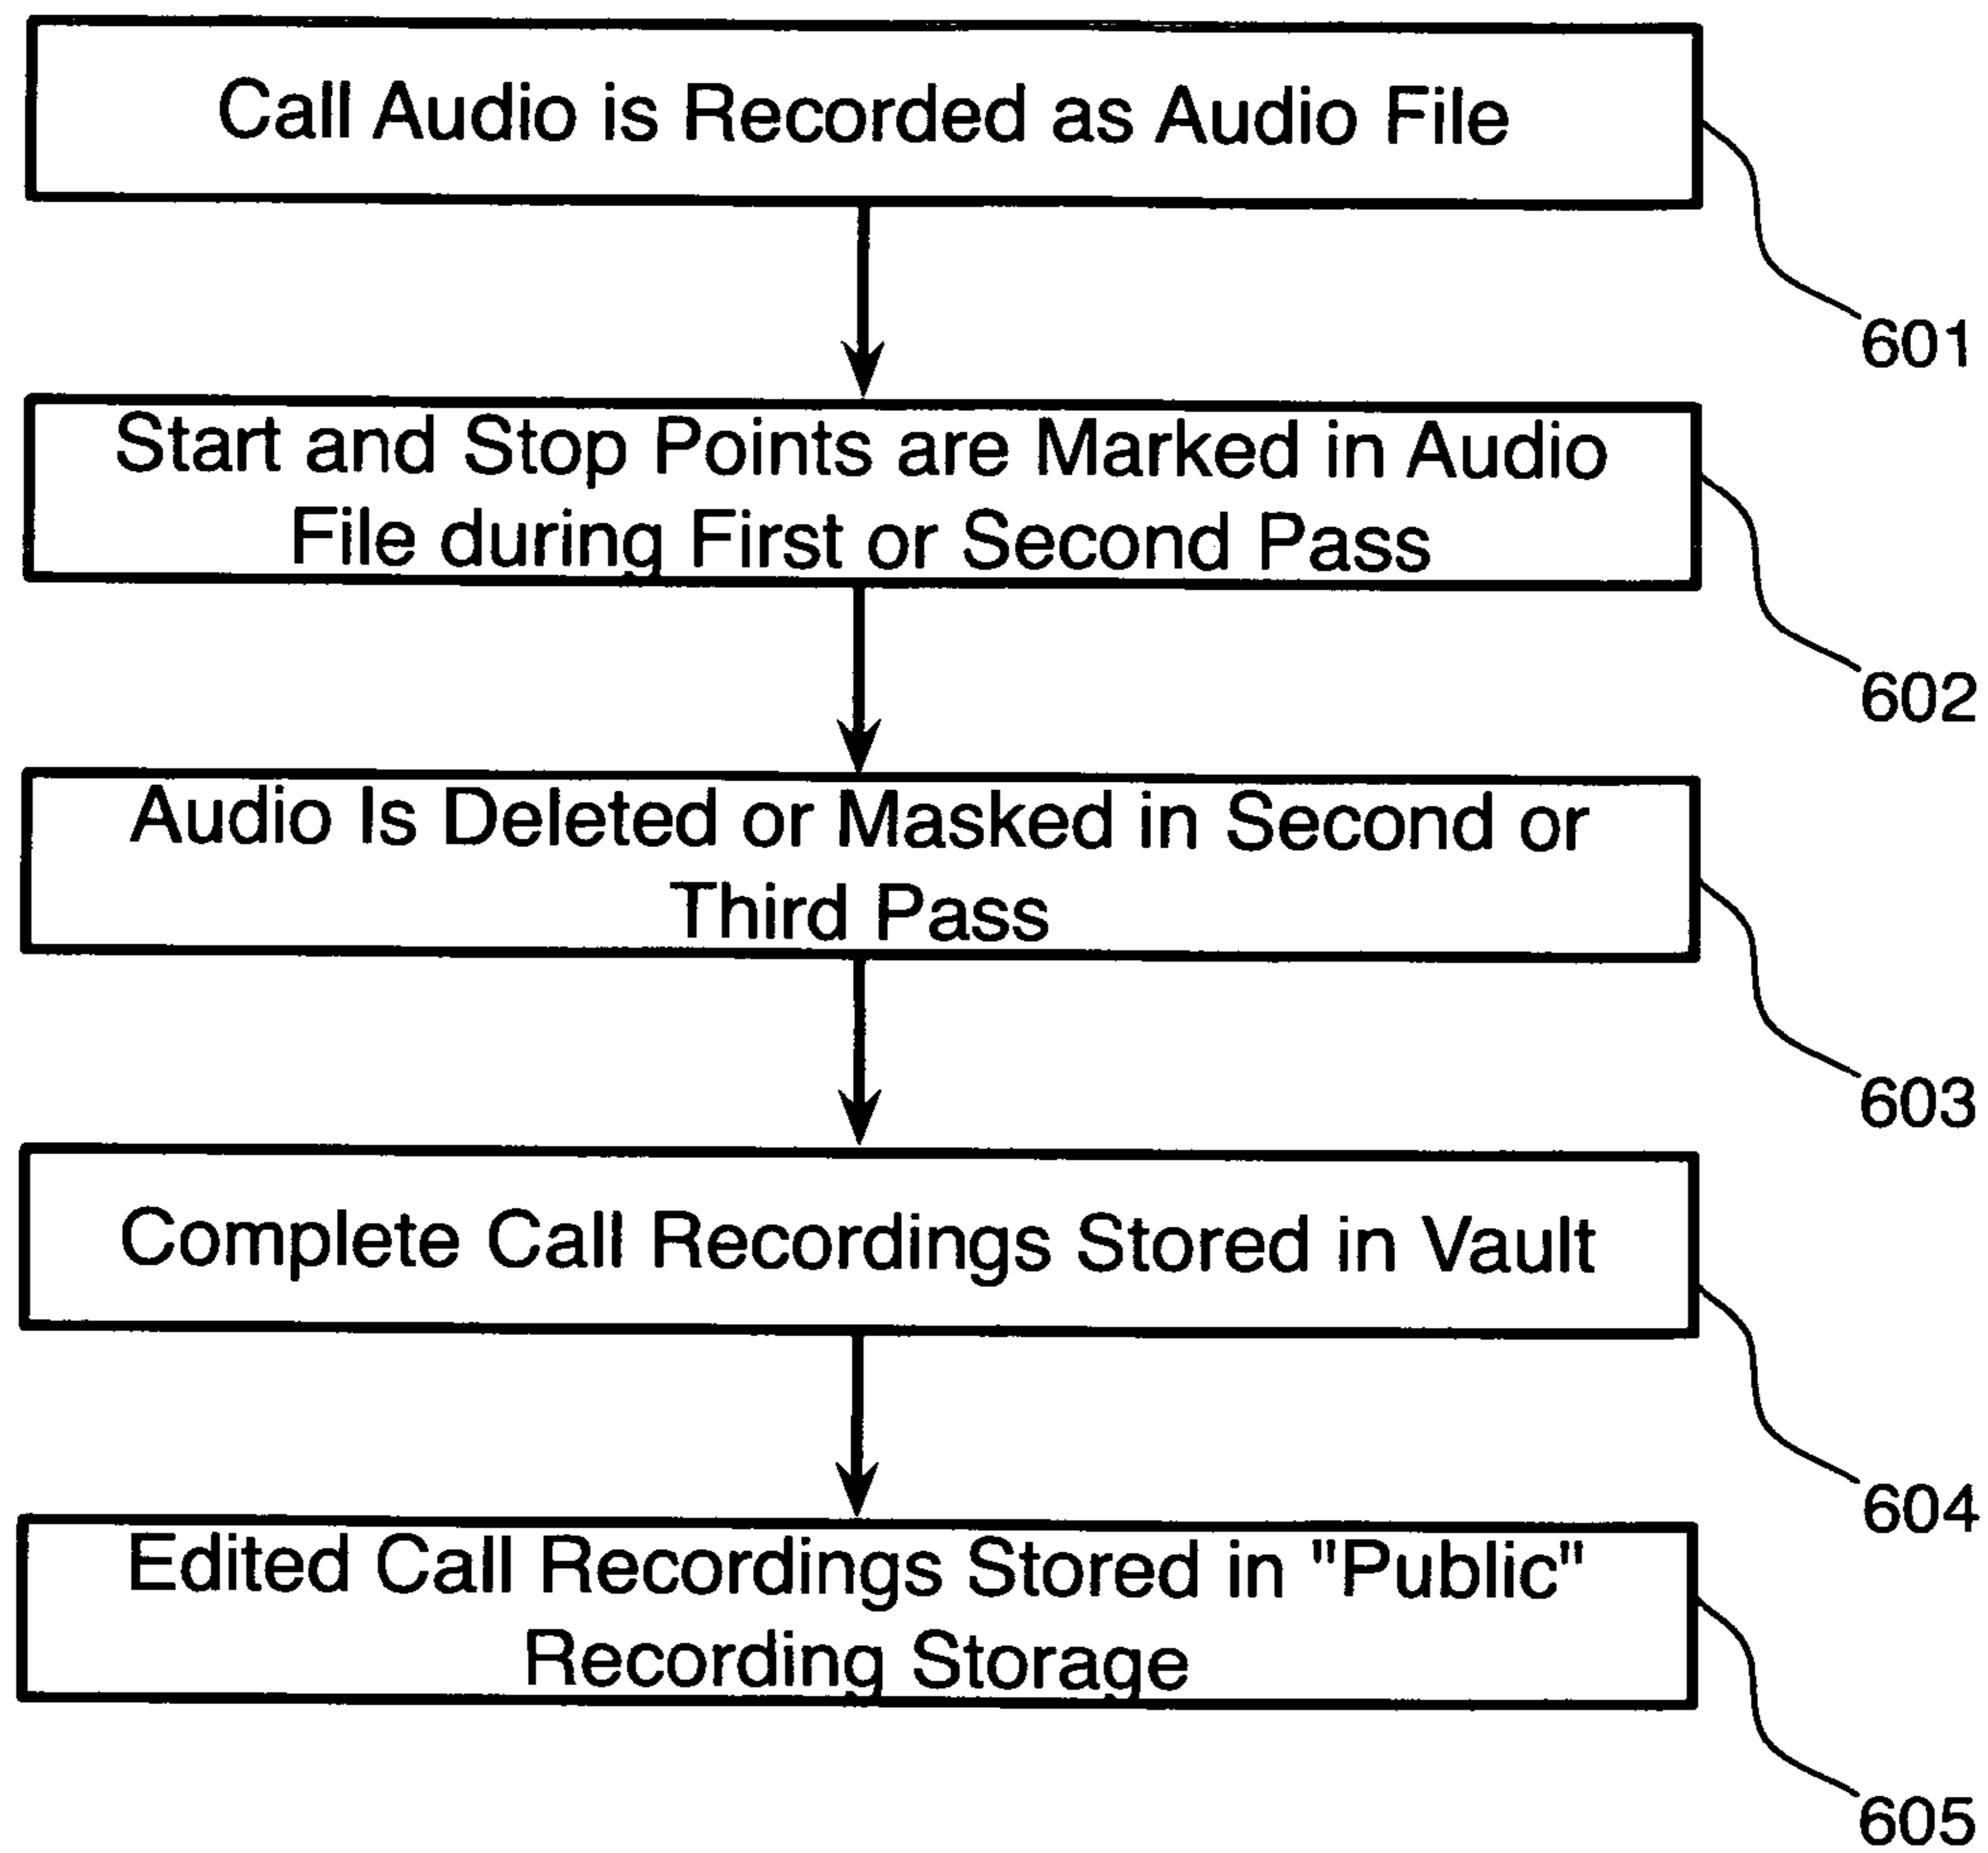 Call Audio is Recorded as Audio File
601
Start and Stop Points are Marked in Audio
File during First or Second Pass
602
Audio Is Deleted or Masked in Second or
Third Pass
603
Complete Call Recordings Stored in Vault
604
Edited Call Recordings Stored in "Public"
Recording Storage
605